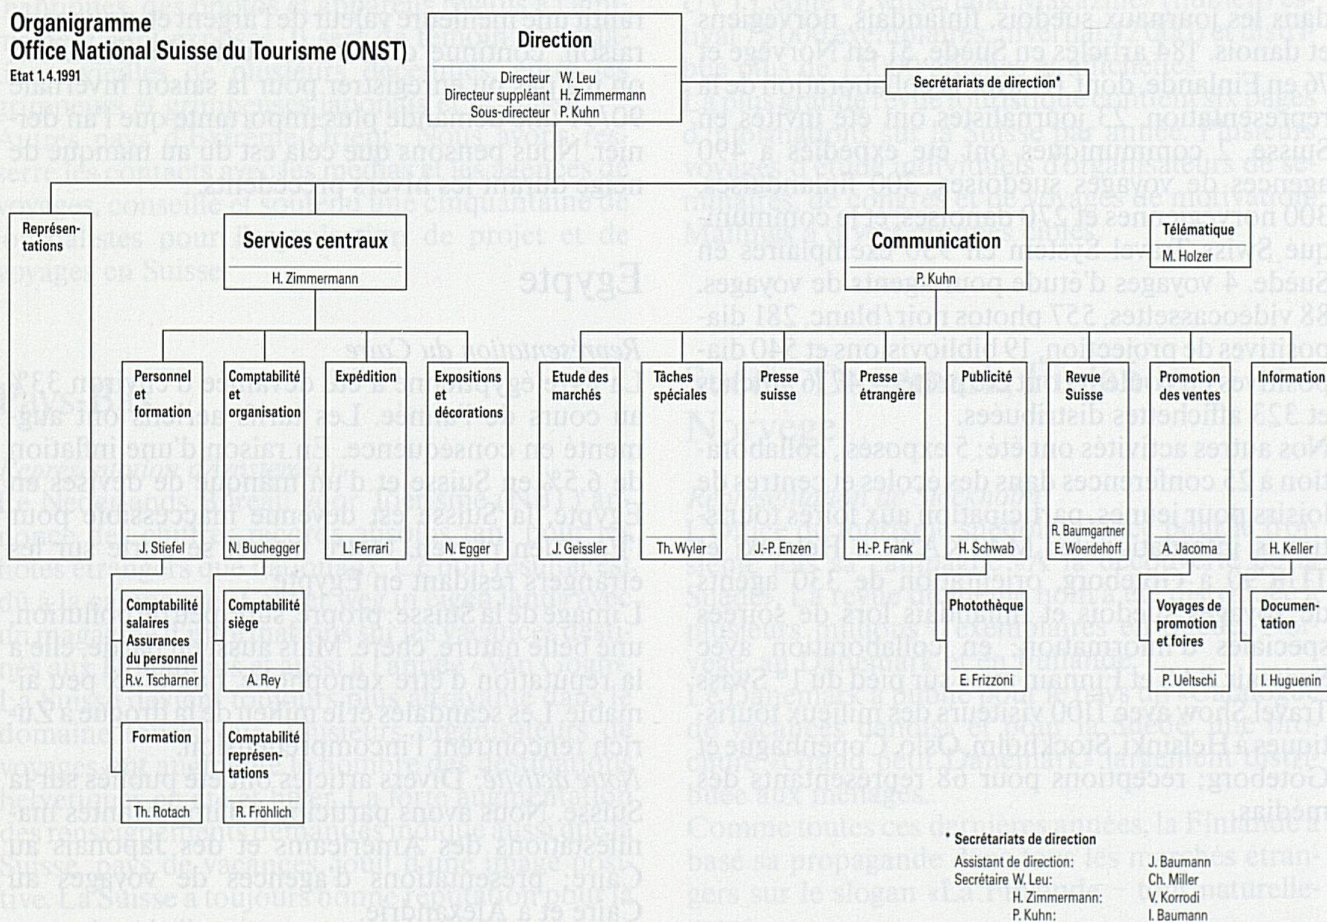 Organigramme
Office National Suisse du Tourisme (ONST)
Etat 1.4.1991
Direction
Directeur W. Leu
Directeur suppléant H. Zimmermann
Sous-directeur P. Kuhn
Secrétariats de direction*
Représen-
tations
Services centraux
H. Zimmermann
Communication
P. Kuhn
Télématique
M. Holzer
Personnel
et
formation
J. Stiefel
Comptabilité
et
organisation
N. Buchegger
Expédition
L. Ferrari
Expositions
et
décorations
N. Egger
Etude des
marchés
J. Geissler
Tâches
spéciales
Th. Wyler
Presse
suisse
J.-P. Enzen
Presse
étrangère
H.-P. Frank
Publicité
H. Schwab
Revue
Suisse
R. Baumgartner
E. Woerdehoff
Promotion
des ventes
A. Jacoma
Information
H. Keller
Comptabilité
salaires
Assurances
du personnel
R.v. Tscharner
Comptabilité
siège
A. Rey
Photothèque
E. Frizzoni
Voyages de
promotion
et foires
P. Ueltschi
Documen-
tation
I. Huguenin
Formation
Th. Rotach
Comptabilité
représen-
tations
R. Fröhlich
* Secrétariats de direction
Assistant de direction: J. Baumann
Secrétaire W. Leu: Ch. Miller
H. Zimmermann: V. Korrodi
P. Kuhn: I. Baumann